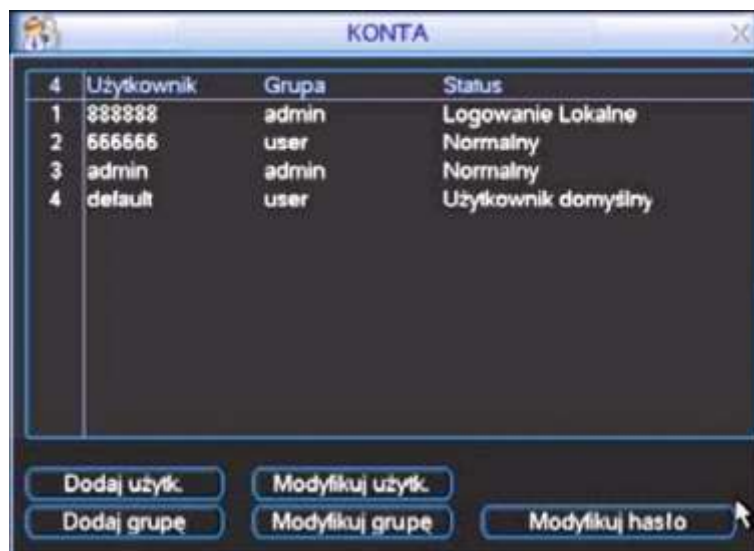 KONTA
4 Użytkownik Grupa Status
1 888888 admin Logowanie Lokalne
2 666666 user Normalny
3 admin admin Normalny
4 default user Użytkownik domyślny
Dodaj użytk. Modyfikuj użytk.
Dodaj grupę Modyfikuj grupę Modyfikuj hasło